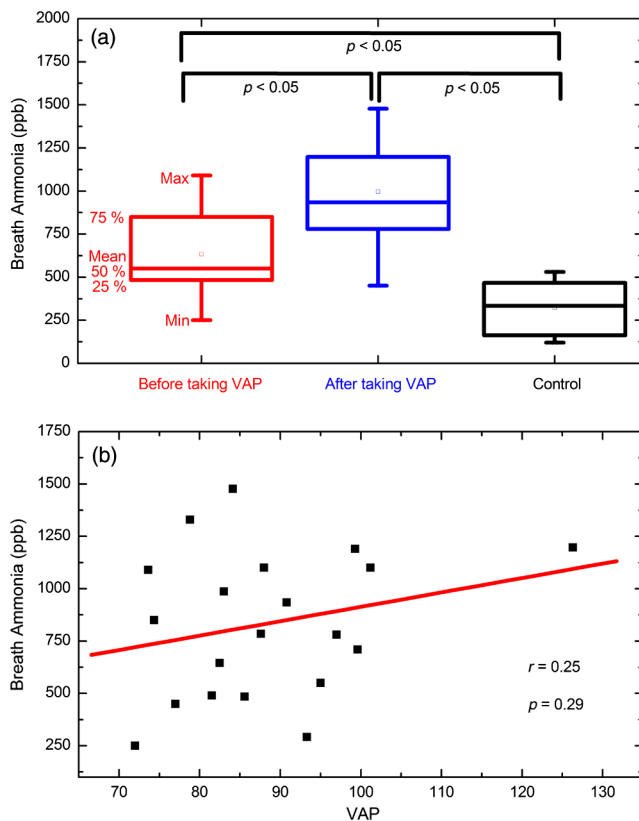 (a)
Breath Ammonia (ppb)
2000
1750
1500
1250
1000
750
500
250
0
p < 0.05
p < 0.05
p < 0.05
Max
75 %
Mean
50 %
25 %
Min
Before taking VAP
After taking VAP
Control
(b)
Breath Ammonia (ppb)
1750
1500
1250
1000
750
500
250
r = 0.25
p = 0.29
70 80 90 100 110 120 130
VAP